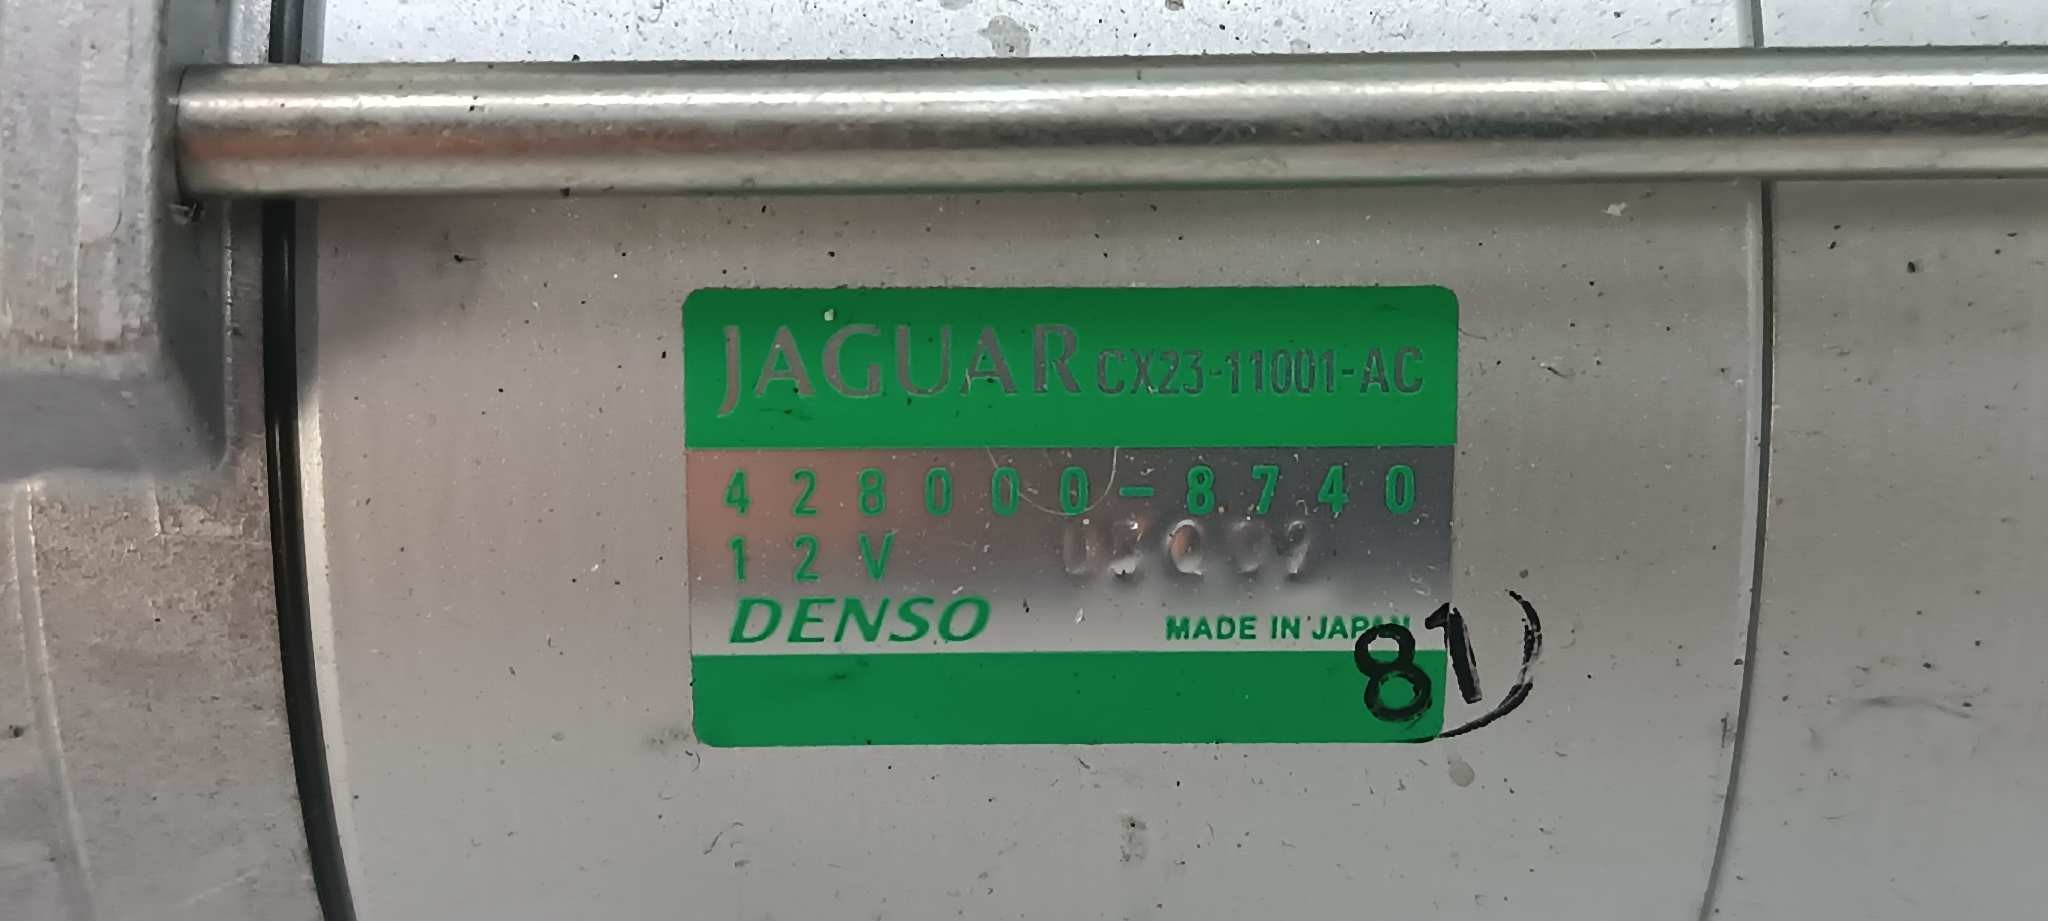 JAGUAR CX23-11001-AC
428000-8740
12V
DENSO MADE IN JAPAN
81)